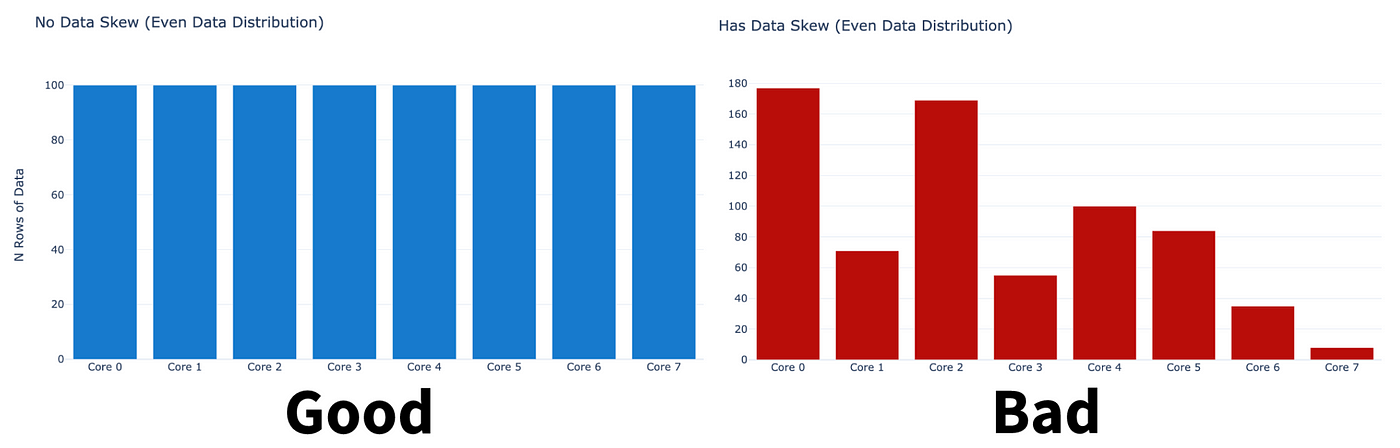 No Data Skew (Even Data Distribution)
N Rows of Data
100
80
60
40
20
0
Core 0 Core 1 Core 2 Core 3 Core 4 Core 5 Core 6 Core 7
Good
Has Data Skew (Even Data Distribution)
180
160
140
120
100
80
60
40
20
0
Core 0 Core 1 Core 2 Core 3 Core 4 Core 5 Core 6 Core 7
Bad